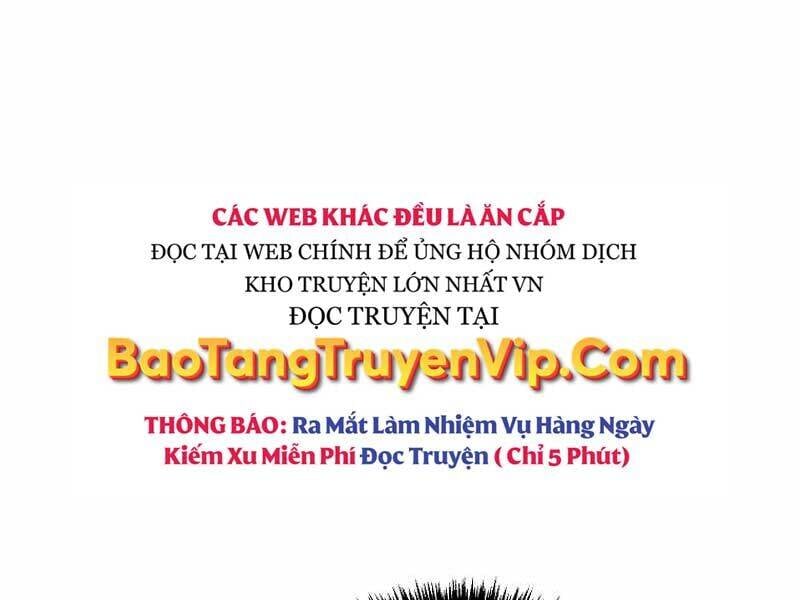 CÁC WEB KHÁC ĐỀU LÀ ĂN CẮP
ĐỌC TẠI WEB CHÍNH ĐỂ ỦNG HỘ NHÓM DỊCH
KHO TRUYỆN LỚN NHẤT VN
ĐỌC TRUYỆN TẠI
BaoTangTruyenVip.Com
THÔNG BÁO: Ra Mắt Làm Nhiệm Vụ Hàng Ngày
Kiếm Xu Miễn Phí Đọc Truyện ( Chỉ 5 Phút)